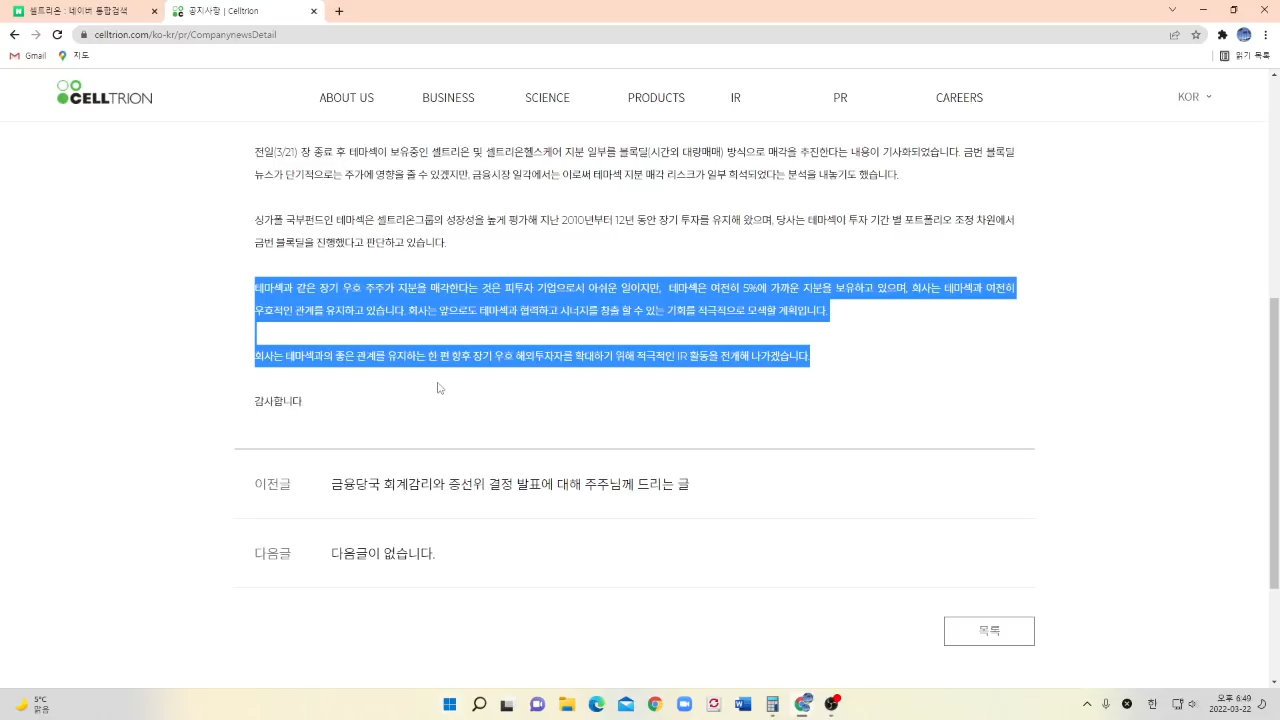 셀트리온 : 네이버 통합검색
공지사항 | Celltrion
celltrion.com/ko-kr/pr/CompanynewsDetail
Gmail
지도
읽기 목록
CELLTRION
ABOUT US
BUSINESS
SCIENCE
PRODUCTS
IR
PR
CAREERS
KOR
전일(3/21) 장 종료 후 테마섹이 보유중인 셀트리온 및 셀트리온헬스케어 지분 일부를 블록딜(시간외 대량매매) 방식으로 매각을 추진한다는 내용이 기사화되었습니다. 금번 블록딜
뉴스가 단기적으로는 주가에 영향을 줄 수 있겠지만, 금융시장 일각에서는 이로써 테마섹 지분 매각 리스크가 일부 희석되었다는 분석을 내놓기도 했습니다.
싱가폴 국부펀드인 테마섹은 셀트리온그룹의 성장성을 높게 평가해 지난 2010년부터 12년 동안 장기 투자를 유지해 왔으며, 당사는 테마섹이 투자 기간 별 포트폴리오 조정 차원에서
금번 블록딜을 진행했다고 판단하고 있습니다.
테마섹과 같은 장기 우호 주주가 지분을 매각한다는 것은 피투자 기업으로서 아쉬운 일이지만, 테마섹은 여전히 5%에 가까운 지분을 보유하고 있으며, 회사는 테마섹과 여전히
우호적인 관계를 유지하고 있습니다. 회사는 앞으로도 테마섹과 협력하고 시너지를 창출 할 수 있는 기회를 적극적으로 모색할 계획입니다.
회사는 테마섹과의 좋은 관계를 유지하는 한 편 향후 장기 우호 해외투자자를 확대하기 위해 적극적인 IR 활동을 전개해 나가겠습니다.
감사합니다.
이전글
금융당국 회계감리와 증선위 결정 발표에 대해 주주님께 드리는 글
다음글
다음글이 없습니다.
목록
5°C
맑음
한
오후 6:49
2022-03-22